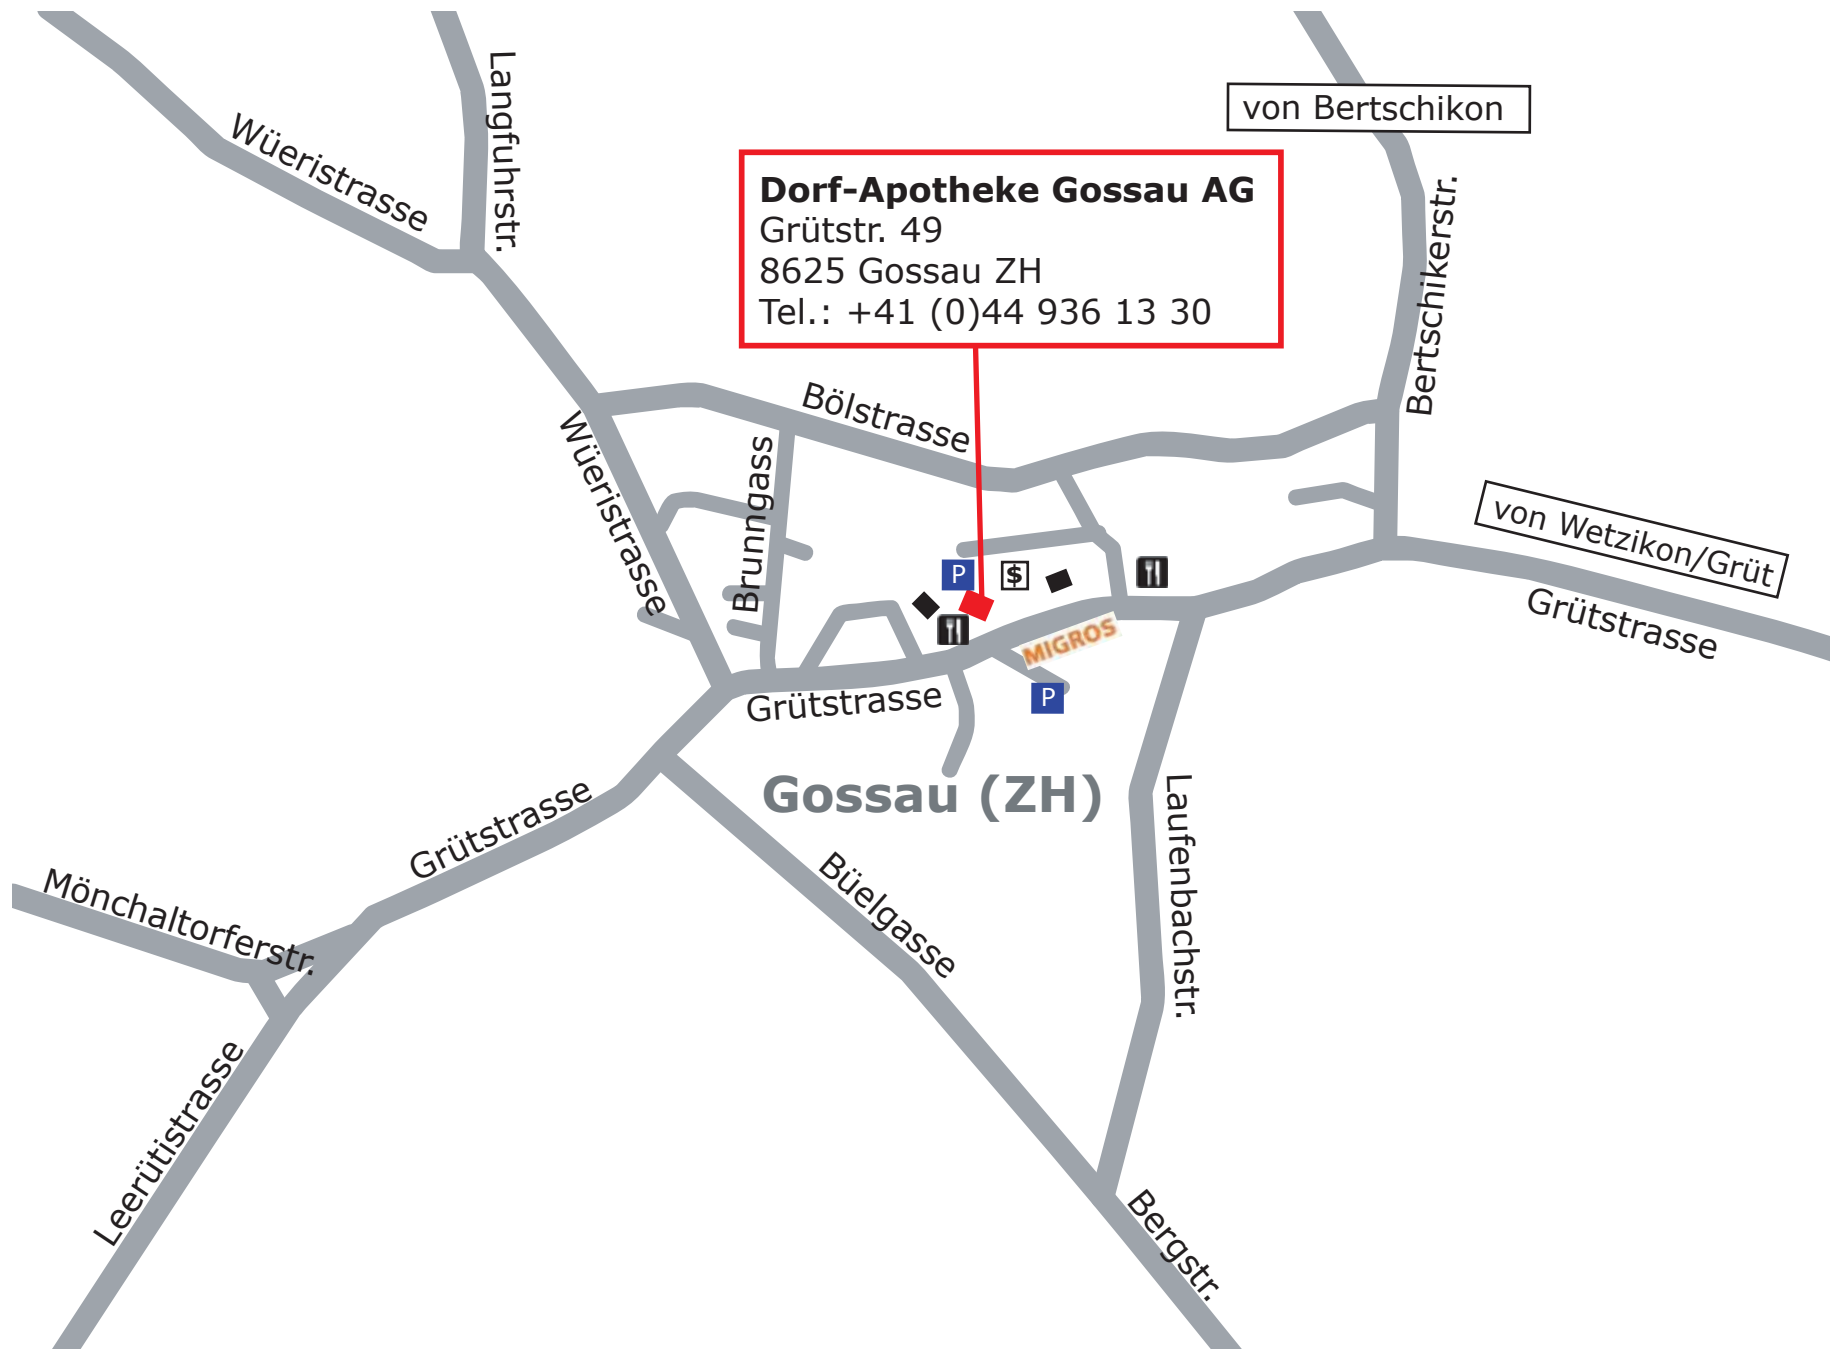 Langfuhrstr.
von Bertschikon
Wüeristrasse
Dorf-Apotheke Gossau AG
Grütstr. 49
8625 Gossau ZH
Tel.: +41 (0)44 936 13 30
Bertschikerstr.
Bölstrasse
Wüeristrasse
Brunngass
von Wetzikon/Grüt
P
$
Grütstrasse
MIGROS
Grütstrasse
P
Gossau (ZH)
Grütstrasse
Laufenbachstr.
Mönchaltorferstr.
Büelgasse
Leerütistrasse
Bergstr.